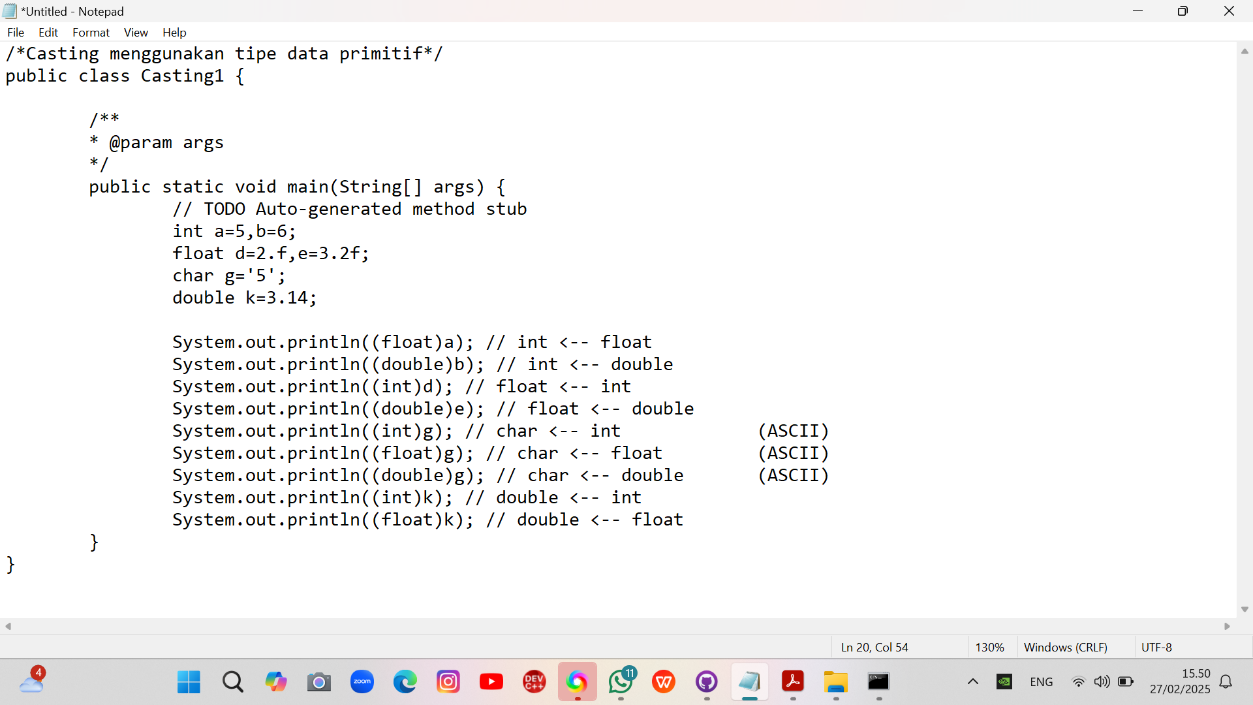 *Untitled - Notepad
File Edit Format View Help
/*Casting menggunakan tipe data primitif*/
public class Casting1 {
/**
* @param args
*/
public static void main(String[] args) {
// TODO Auto-generated method stub
int a=5,b=6;
float d=2.f,e=3.2f;
char g='5';
double k=3.14;
System.out.println((float)a); // int <-- float
System.out.println((double)b); // int <-- double
System.out.println((int)d); // float <-- int
System.out.println((double)e); // float <-- double
System.out.println((int)g); // char <-- int (ASCII)
System.out.println((float)g); // char <-- float (ASCII)
System.out.println((double)g); // char <-- double (ASCII)
System.out.println((int)k); // double <-- int
System.out.println((float)k); // double <-- float
}
}
Ln 20, Col 54 130% Windows (CRLF) UTF-8
4 zoom DEV C++ 11 W ENG 15.50
27/02/2025